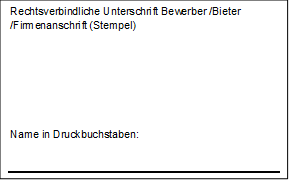 Rechtsverbindliche Unterschrift Bewerber /Bieter
/Firmenanschrift (Stempel)
Name in Druckbuchstaben: